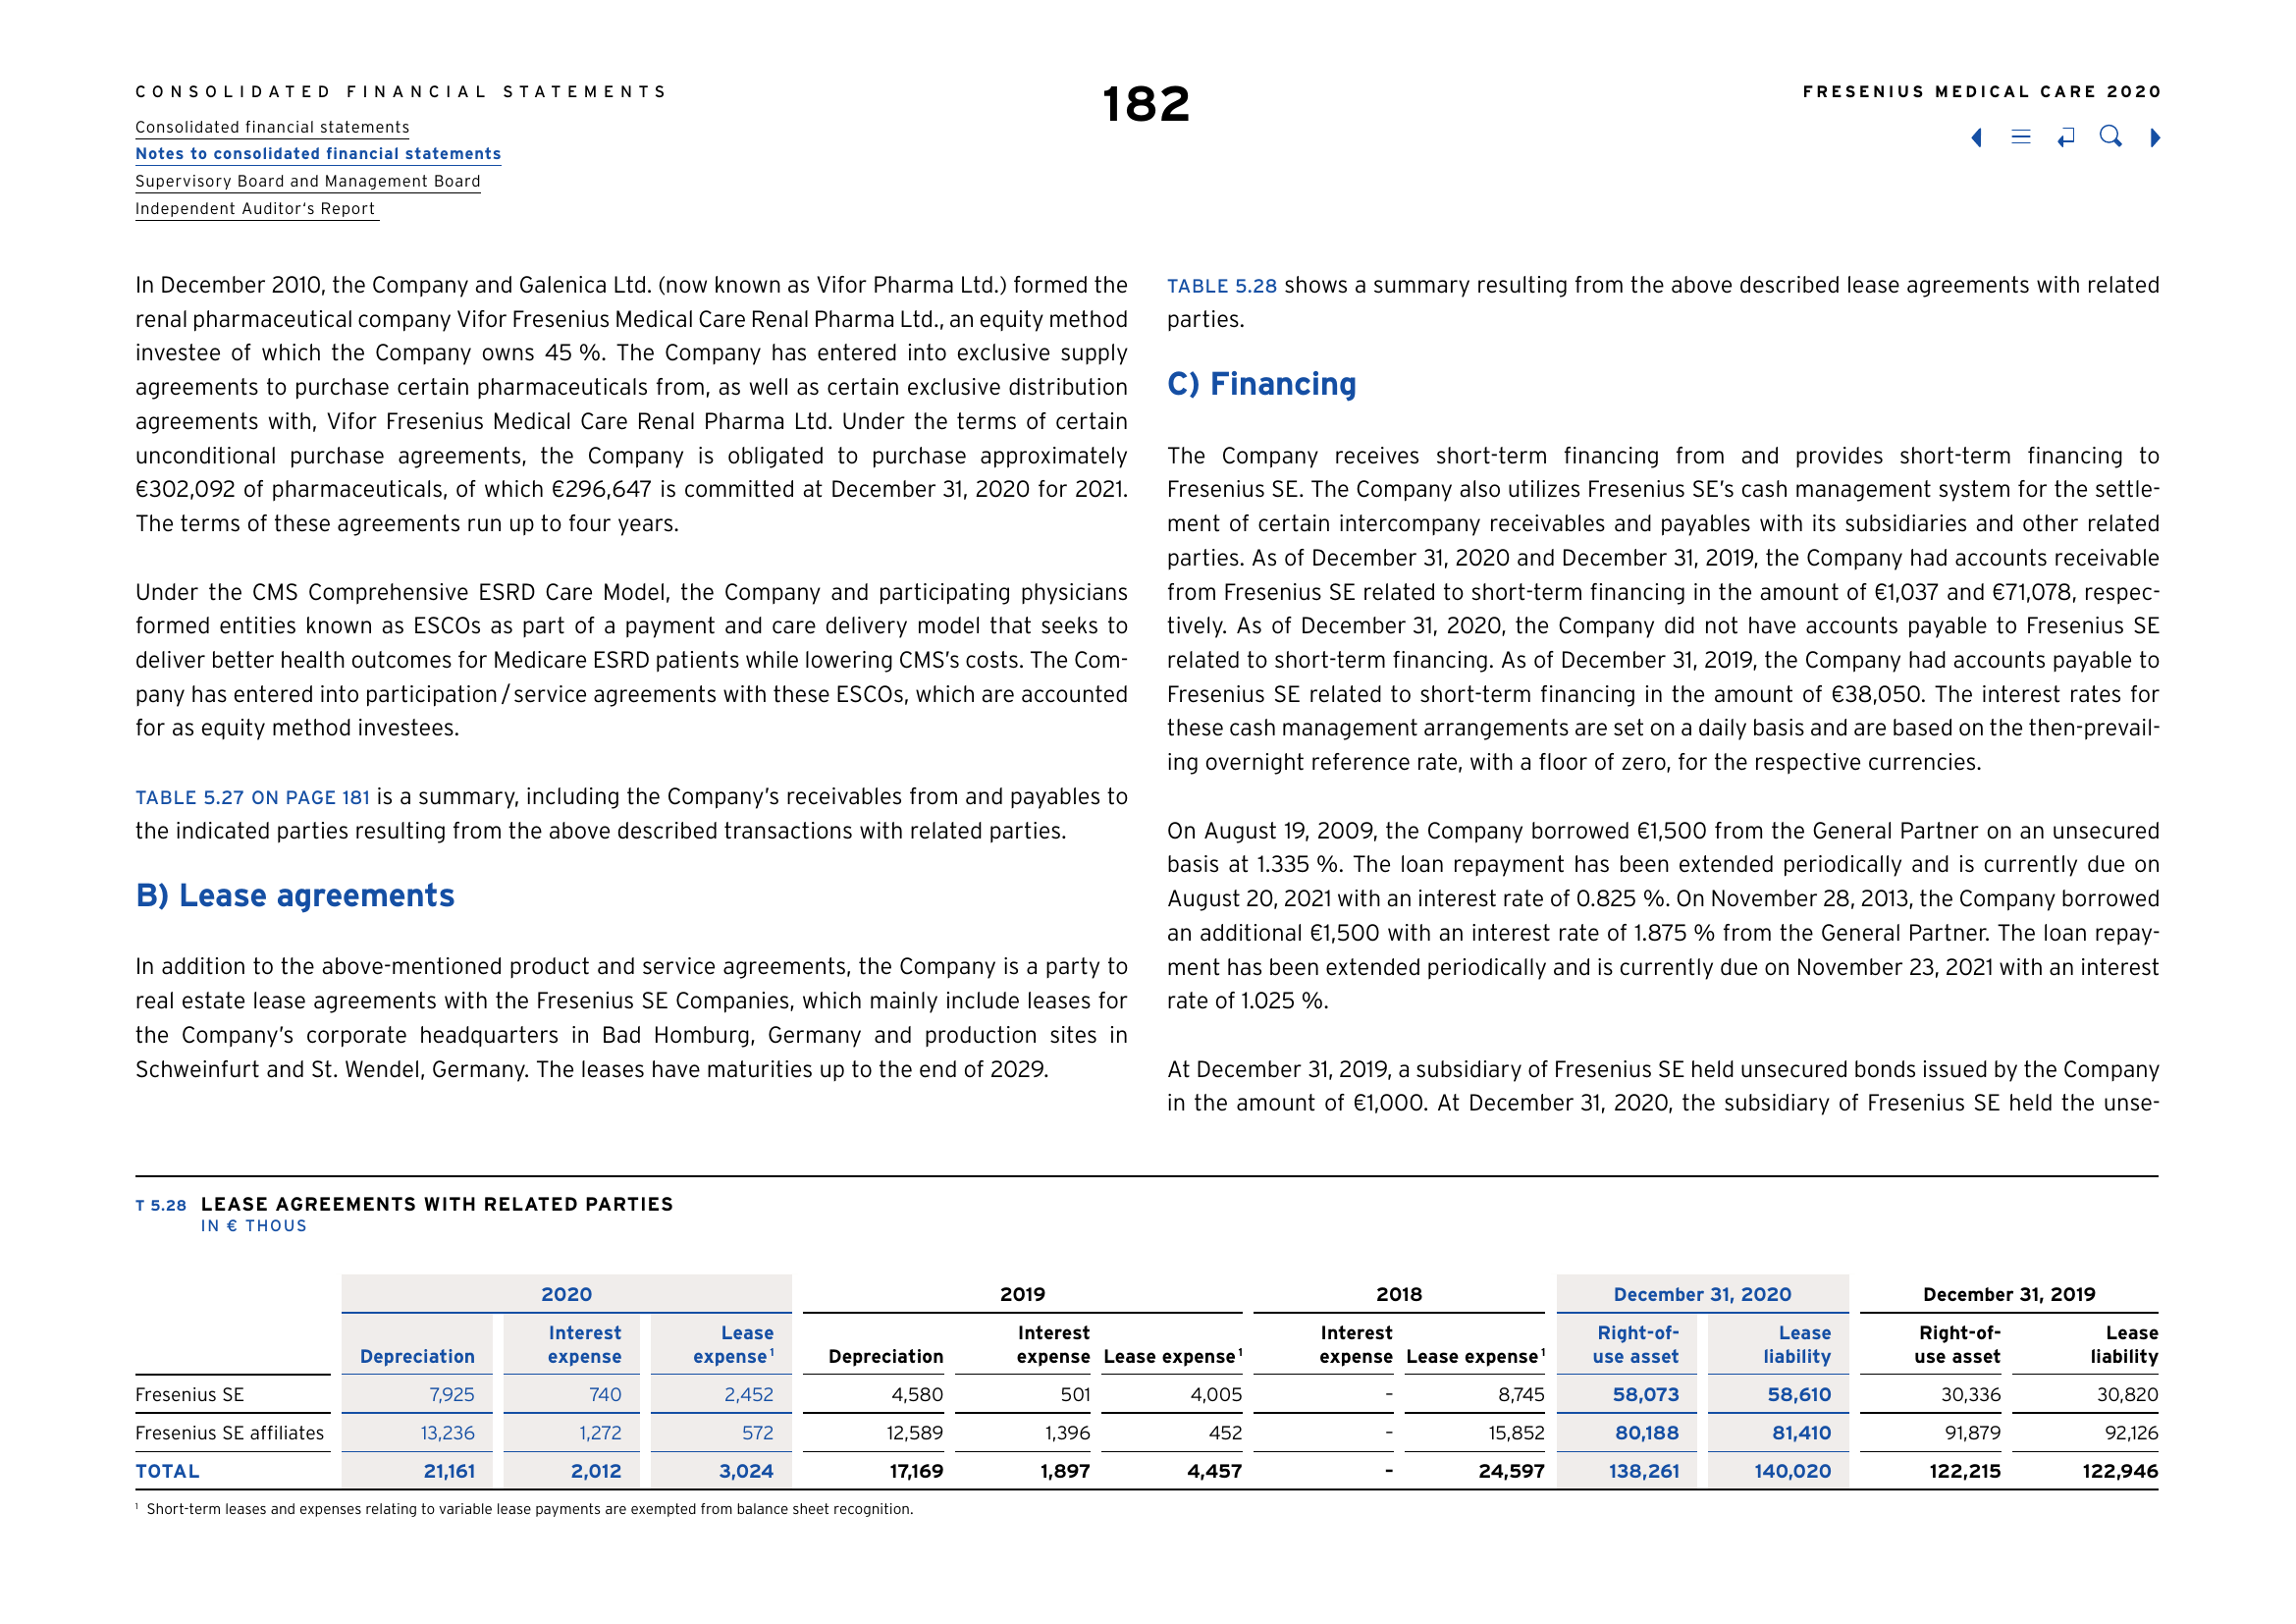 CONSOLIDATED FINANCIAL STATEMENTS
Consolidated financial statements
Notes to consolidated financial statements
Supervisory Board and Management Board
Independent Auditor‘s Report
182
FRESENIUS MEDICAL CARE 2020
In December 2010, the Company and Galenica Ltd. (now known as Vifor Pharma Ltd.) formed the
renal pharmaceutical company Vifor Fresenius Medical Care Renal Pharma Ltd., an equity method
investee of which the Company owns 45 %. The Company has entered into exclusive supply
agreements to purchase certain pharmaceuticals from, as well as certain exclusive distribution
agreements with, Vifor Fresenius Medical Care Renal Pharma Ltd. Under the terms of certain
unconditional purchase agreements, the Company is obligated to purchase approximately
€302,092 of pharmaceuticals, of which €296,647 is committed at December 31, 2020 for 2021.
The terms of these agreements run up to four years.
Under the CMS Comprehensive ESRD Care Model, the Company and participating physicians
formed entities known as ESCOs as part of a payment and care delivery model that seeks to
deliver better health outcomes for Medicare ESRD patients while lowering CMS’s costs. The Com-
pany has entered into participation / service agreements with these ESCOs, which are accounted
for as equity method investees.
TABLE 5.27 ON PAGE 181 is a summary, including the Company’s receivables from and payables to
the indicated parties resulting from the above described transactions with related parties.
B) Lease agreements
In addition to the above-mentioned product and service agreements, the Company is a party to
real estate lease agreements with the Fresenius SE Companies, which mainly include leases for
the Company’s corporate headquarters in Bad Homburg, Germany and production sites in
Schweinfurt and St. Wendel, Germany. The leases have maturities up to the end of 2029.
TABLE 5.28 shows a summary resulting from the above described lease agreements with related
parties.
C) Financing
The Company receives short-term financing from and provides short-term financing to
Fresenius SE. The Company also utilizes Fresenius SE’s cash management system for the settle-
ment of certain intercompany receivables and payables with its subsidiaries and other related
parties. As of December 31, 2020 and December 31, 2019, the Company had accounts receivable
from Fresenius SE related to short-term financing in the amount of €1,037 and €71,078, respec-
tively. As of December 31, 2020, the Company did not have accounts payable to Fresenius SE
related to short-term financing. As of December 31, 2019, the Company had accounts payable to
Fresenius SE related to short-term financing in the amount of €38,050. The interest rates for
these cash management arrangements are set on a daily basis and are based on the then-prevail-
ing overnight reference rate, with a floor of zero, for the respective currencies.
On August 19, 2009, the Company borrowed €1,500 from the General Partner on an unsecured
basis at 1.335 %. The loan repayment has been extended periodically and is currently due on
August 20, 2021 with an interest rate of 0.825 %. On November 28, 2013, the Company borrowed
an additional €1,500 with an interest rate of 1.875 % from the General Partner. The loan repay-
ment has been extended periodically and is currently due on November 23, 2021 with an interest
rate of 1.025 %.
At December 31, 2019, a subsidiary of Fresenius SE held unsecured bonds issued by the Company
in the amount of €1,000. At December 31, 2020, the subsidiary of Fresenius SE held the unse-
T 5.28 LEASE AGREEMENTS WITH RELATED PARTIES
IN € THOUS
2020 2019 2018 December 31, 2020 December 31, 2019
Interest Lease Interest Interest Right-of- Lease Right-of- Lease
Depreciation expense expense¹ Depreciation expense Lease expense¹ expense Lease expense¹ use asset liability use asset liability
Fresenius SE 7,925 740 2,452 4,580 501 4,005 – 8,745 58,073 58,610 30,336 30,820
Fresenius SE affiliates 13,236 1,272 572 12,589 1,396 452 – 15,852 80,188 81,410 91,879 92,126
TOTAL 21,161 2,012 3,024 17,169 1,897 4,457 – 24,597 138,261 140,020 122,215 122,946
¹ Short-term leases and expenses relating to variable lease payments are exempted from balance sheet recognition.